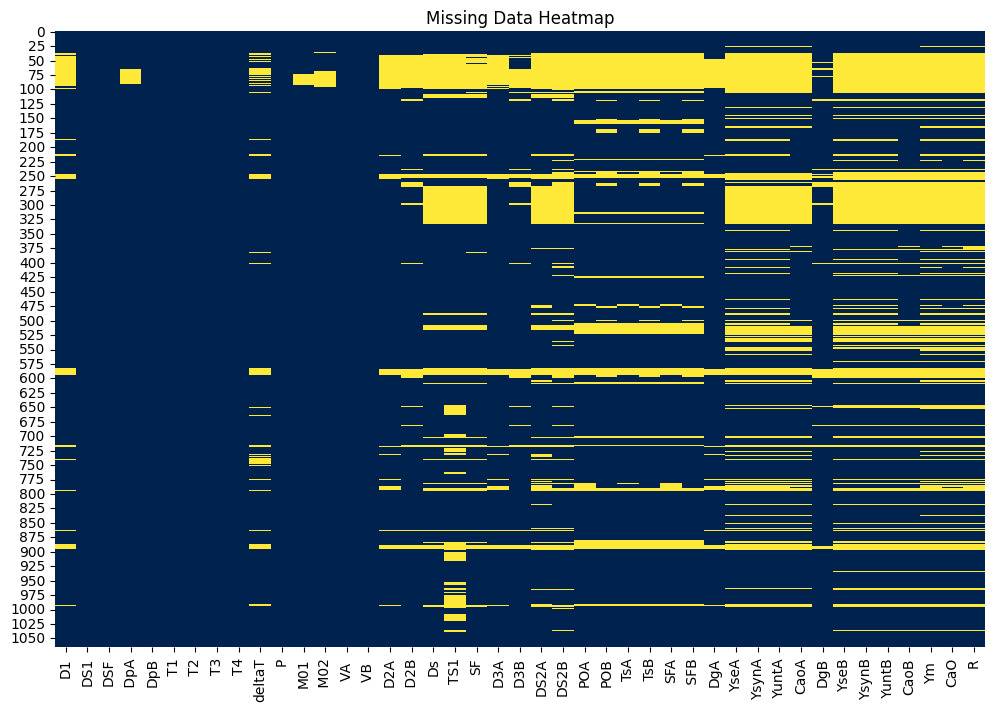 Missing Data Heatmap
0
25
50
75
100
125
150
175
200
225
250
275
300
325
350
375
400
425
450
475
500
525
550
575
600
625
650
675
700
725
750
775
800
825
850
875
900
925
950
975
1000
1025
1050
D1
DS1
DSF
DpA
DpB
T1
T2
T3
T4
deltaT
P
M01
M02
VA
VB
D2A
D2B
Ds
TS1
SF
D3A
D3B
DS2A
DS2B
POA
POB
TsA
TsB
SFA
SFB
DgA
YseA
YsynA
YuntA
CaoA
DgB
YseB
YsynB
YuntB
CaoB
Ym
CaO
R